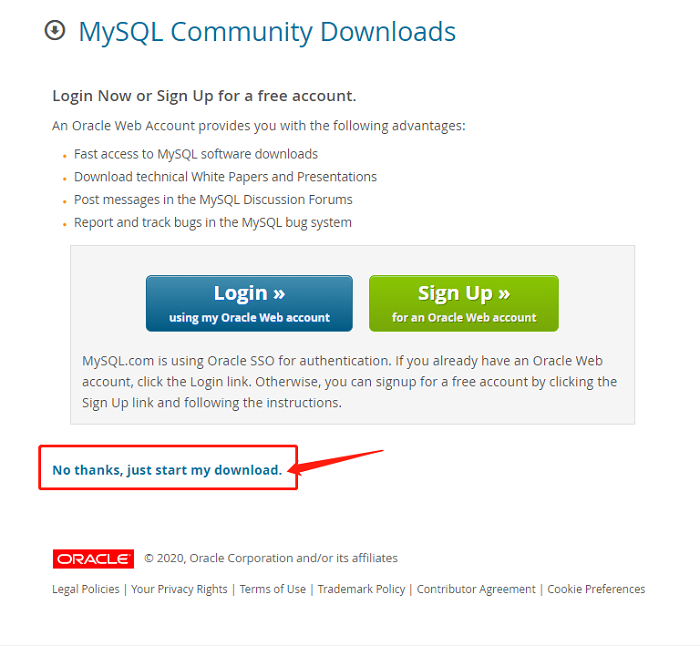 MySQL Community Downloads
Login Now or Sign Up for a free account.
An Oracle Web Account provides you with the following advantages:
Fast access to MySQL software downloads
Download technical White Papers and Presentations
Post messages in the MySQL Discussion Forums
Report and track bugs in the MySQL bug system
Login »
using my Oracle Web account
Sign Up »
for an Oracle Web account
MySQL.com is using Oracle SSO for authentication. If you already have an Oracle Web
account, click the Login link. Otherwise, you can signup for a free account by clicking the
Sign Up link and following the instructions.
No thanks, just start my download.
ORACLE © 2020, Oracle Corporation and/or its affiliates
Legal Policies | Your Privacy Rights | Terms of Use | Trademark Policy | Contributor Agreement | Cookie Preferences